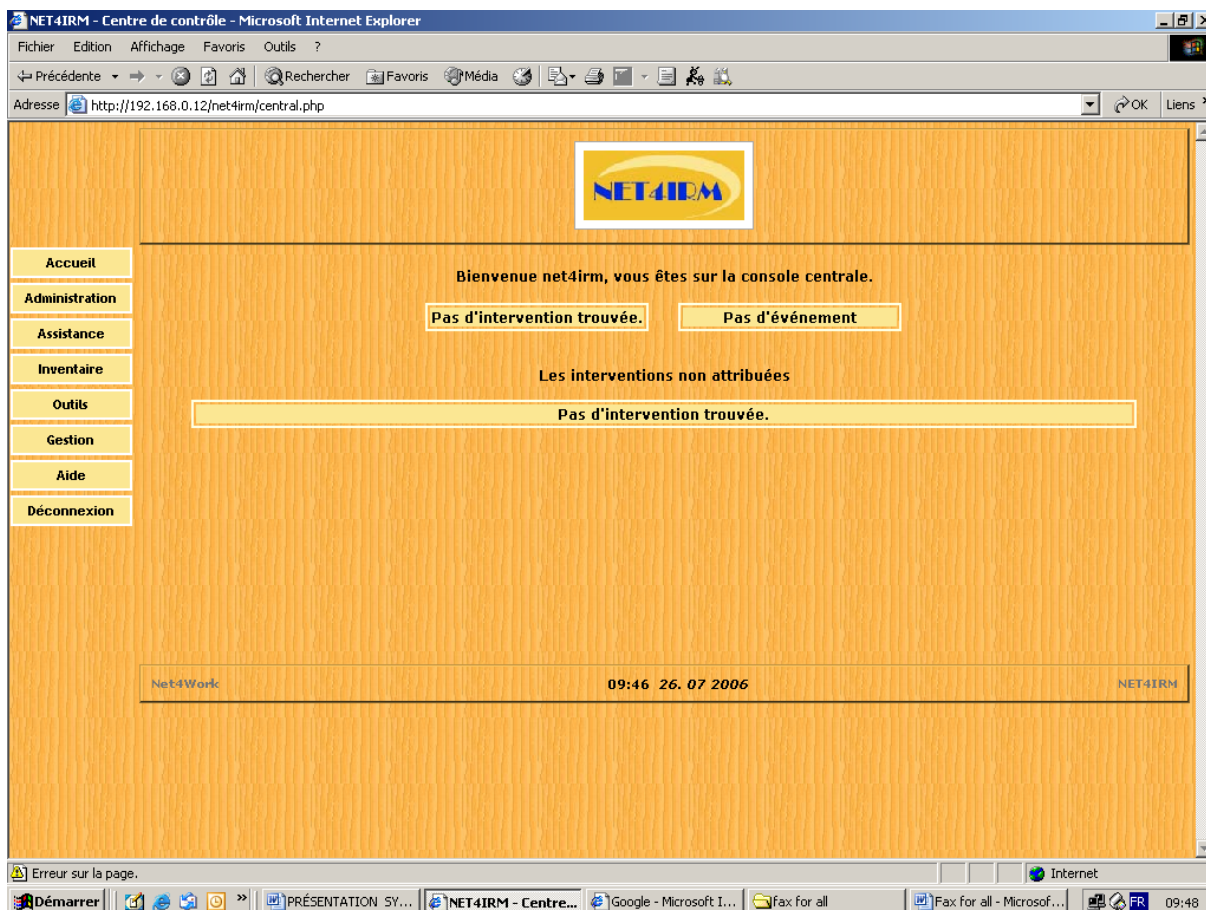 NET4IRM - Centre de contrôle - Microsoft Internet Explorer
Fichier Edition Affichage Favoris Outils ?
Précédente Rechercher Favoris Média
Adresse http://192.168.0.12/net4irm/central.php OK Liens
NET4IRM
Accueil
Administration
Assistance
Inventaire
Outils
Gestion
Aide
Déconnexion
Bienvenue net4irm, vous êtes sur la console centrale.
Pas d'intervention trouvée. Pas d'événement
Les interventions non attribuées
Pas d'intervention trouvée.
Net4Work 09:46 26. 07 2006 NET4IRM
Erreur sur la page. Internet
Démarrer » PRÉSENTATION SY... NET4IRM - Centre... Google - Microsoft I... fax for all Fax for all - Microsof... FR 09:48